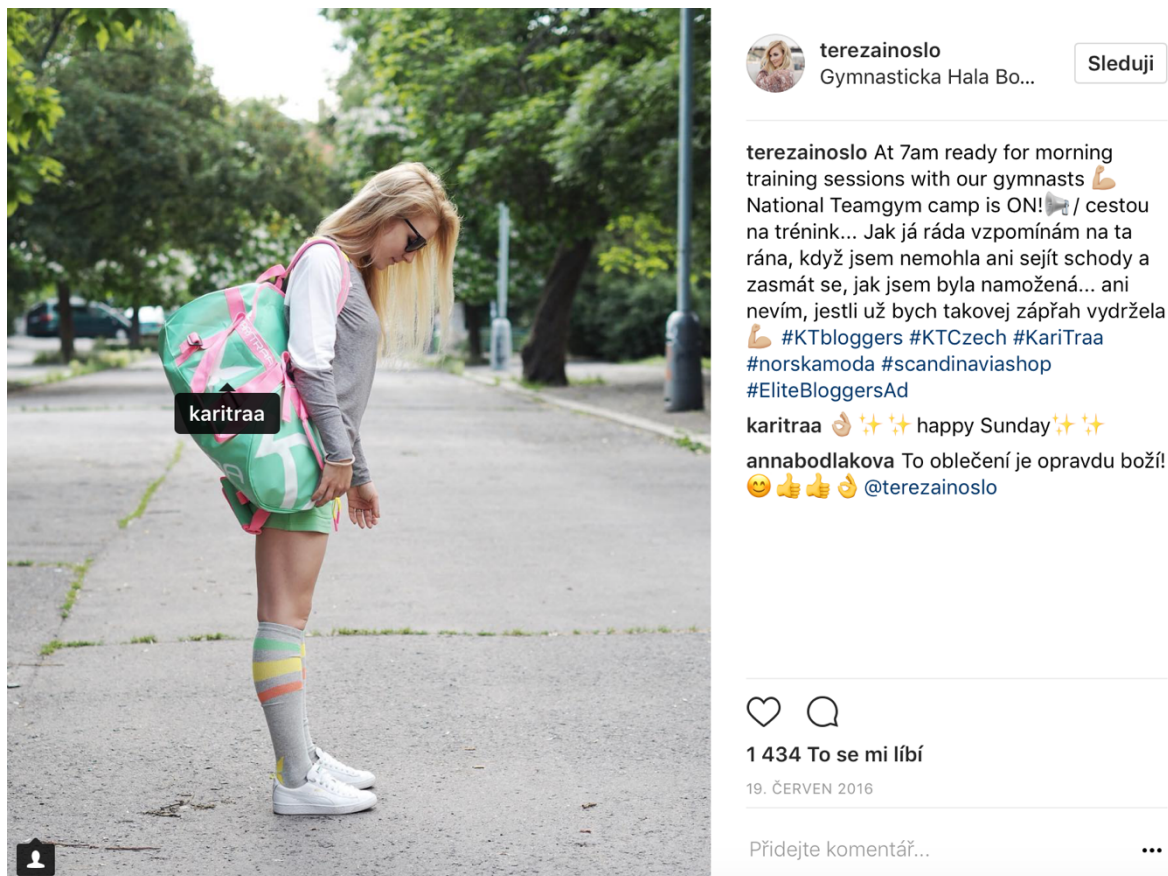 terezainoslo
Gymnasticka Hala Bo...
Sleduji
terezainoslo At 7am ready for morning
training sessions with our gymnasts 💪🏼
National Teamgym camp is ON!📢/ cestou
na trénink... Jak já ráda vzpomínám na ta
rána, když jsem nemohla ani sejít schody a
zasmát se, jak jsem byla namožená... ani
nevím, jestli už bych takovej zápřah vydržela
💪🏼 #KTbloggers #KTCzech #KariTraa
#norskamoda #scandinaviashop
#EliteBloggersAd
karitraa 👌🏼✨✨happy Sunday✨✨
annabodlakova To oblečení je opravdu boží!
😊👍👍👌 @terezainoslo
karitraa
1 434 To se mi líbí
19. ČERVEN 2016
Přidejte komentář...